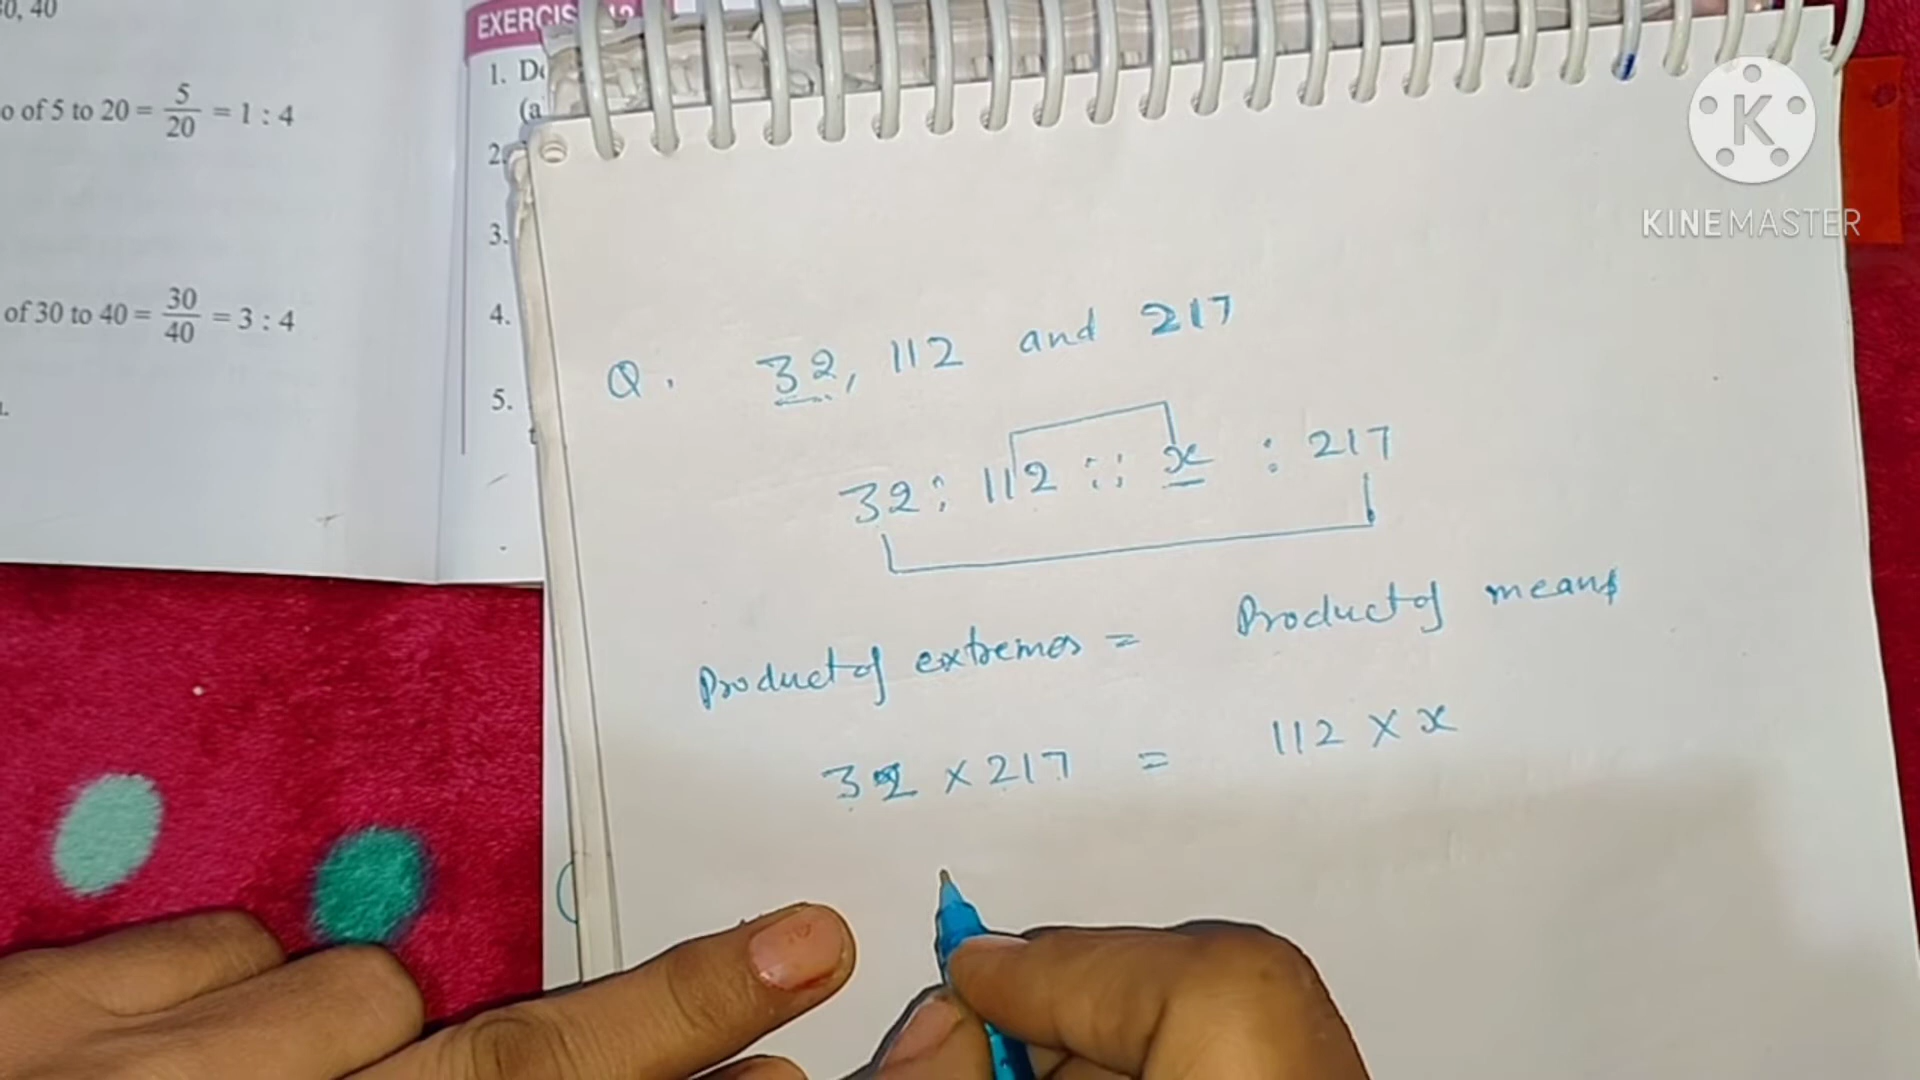 30, 40
o of 5 to 20 = 5/20 = 1 : 4
of 30 to 40 = 30/40 = 3 : 4
EXERCIS
1. D
(a
2.
3.
4.
5.
K
KINEMASTER
Q. 32, 112 and 217
32 : 112 :: x : 217
Product of extremes = Product of means
32 × 217 = 112 × x